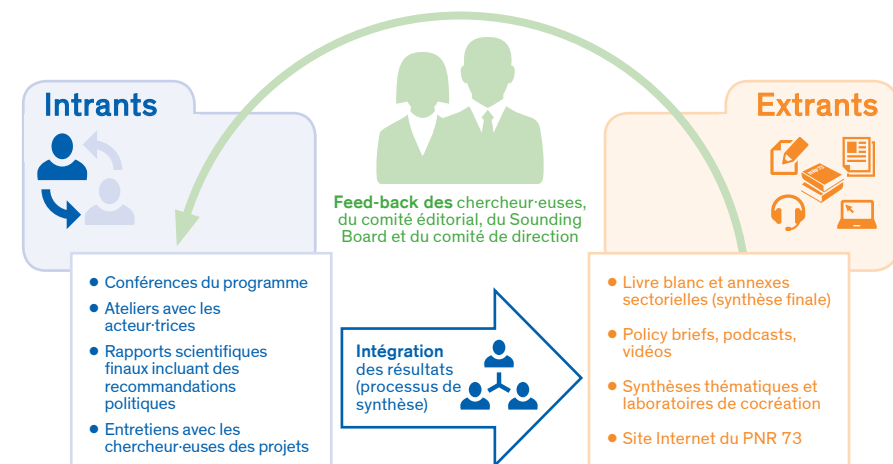 Intrants
Extrants
Feed-back des chercheur·euses,
du comité éditorial, du Sounding
Board et du comité de direction
● Conférences du programme
● Ateliers avec les
acteur·trices
● Rapports scientifiques
finaux incluant des
recommandations
politiques
● Entretiens avec les
chercheur·euses des projets
Intégration
des résultats
(processus de
synthèse)
● Livre blanc et annexes
sectorielles (synthèse finale)
● Policy briefs, podcasts,
vidéos
● Synthèses thématiques et
laboratoires de cocréation
● Site Internet du PNR 73